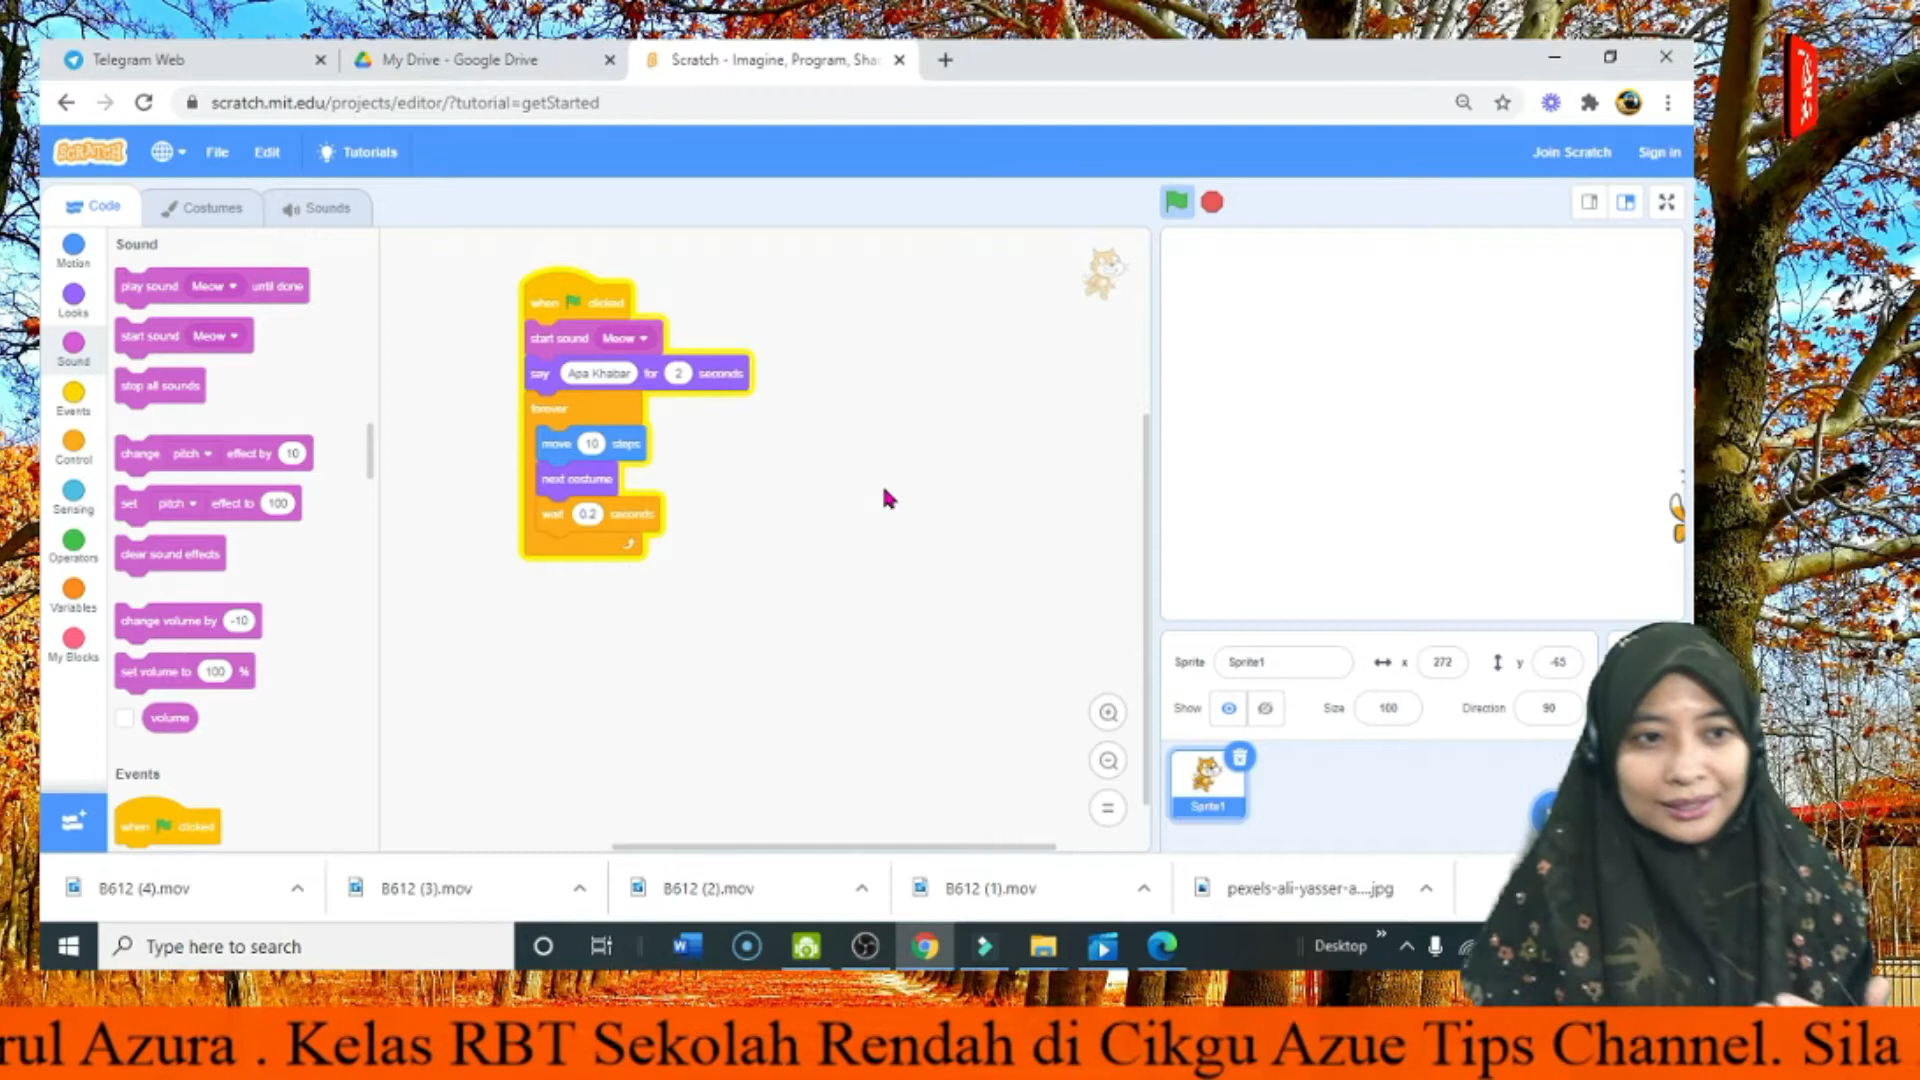 Telegram Web
My Drive - Google Drive
Scratch - Imagine, Program, Sha
scratch.mit.edu/projects/editor/?tutorial=getStarted
SCRATCH
File
Edit
Tutorials
Join Scratch
Sign in
Code
Costumes
Sounds
Motion
Looks
Sound
Events
Control
Sensing
Operators
Variables
My Blocks
Sound
play sound Meow until done
start sound Meow
stop all sounds
change pitch effect by 10
set pitch effect to 100
clear sound effects
change volume by -10
set volume to 100 %
volume
Events
when clicked
when clicked
start sound Meow
say Apa Khabar for 2 seconds
forever
move 10 steps
next costume
wait 0.2 seconds
Sprite Sprite1 x 272 y -65
Show Size 100 Direction 90
Sprite1
B612 (4).mov
B612 (3).mov
B612 (2).mov
B612 (1).mov
pexels-ali-yasser-a....jpg
Type here to search
Desktop
rul Azura . Kelas RBT Sekolah Rendah di Cikgu Azue Tips Channel. Sila